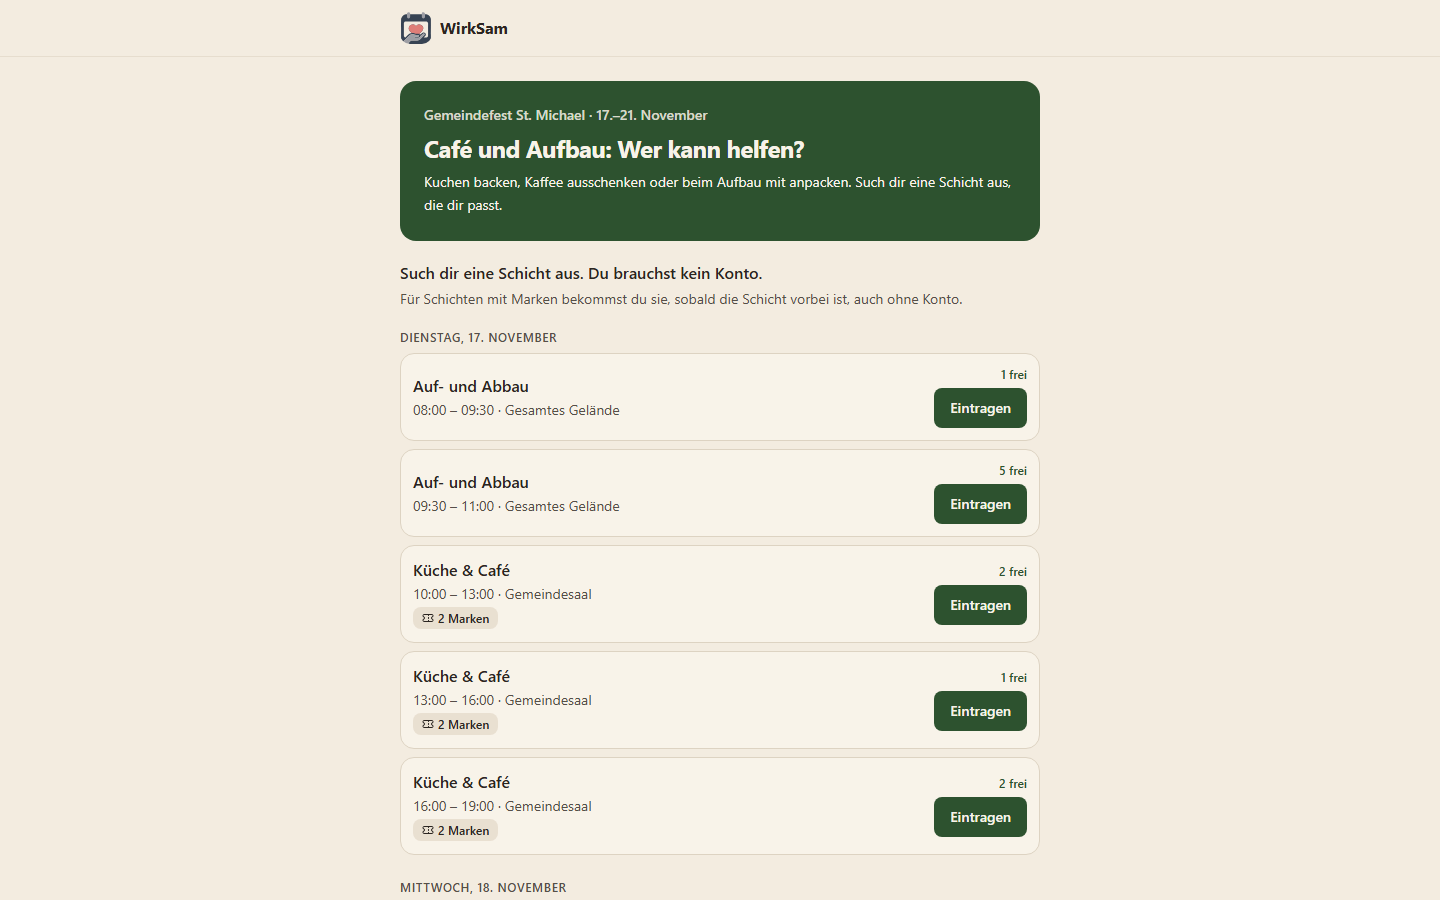 WirkSam
Gemeindefest St. Michael · 17.–21. November
Café und Aufbau: Wer kann helfen?
Kuchen backen, Kaffee ausschenken oder beim Aufbau mit anpacken. Such dir eine Schicht aus,
die dir passt.
Such dir eine Schicht aus. Du brauchst kein Konto.
Für Schichten mit Marken bekommst du sie, sobald die Schicht vorbei ist, auch ohne Konto.
DIENSTAG, 17. NOVEMBER
Auf- und Abbau
08:00 – 09:30 · Gesamtes Gelände
1 frei
Eintragen
Auf- und Abbau
09:30 – 11:00 · Gesamtes Gelände
5 frei
Eintragen
Küche & Café
10:00 – 13:00 · Gemeindesaal
2 Marken
2 frei
Eintragen
Küche & Café
13:00 – 16:00 · Gemeindesaal
2 Marken
1 frei
Eintragen
Küche & Café
16:00 – 19:00 · Gemeindesaal
2 Marken
2 frei
Eintragen
MITTWOCH, 18. NOVEMBER